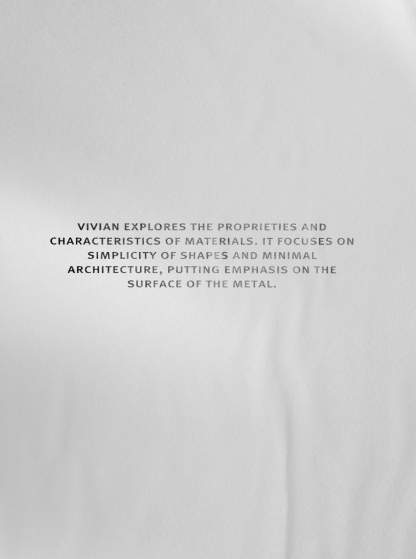 VIVIAN EXPLORES THE PROPRIETIES AND
CHARACTERISTICS OF MATERIALS. IT FOCUSES ON
SIMPLICITY OF SHAPES AND MINIMAL
ARCHITECTURE, PUTTING EMPHASIS ON THE
SURFACE OF THE METAL.